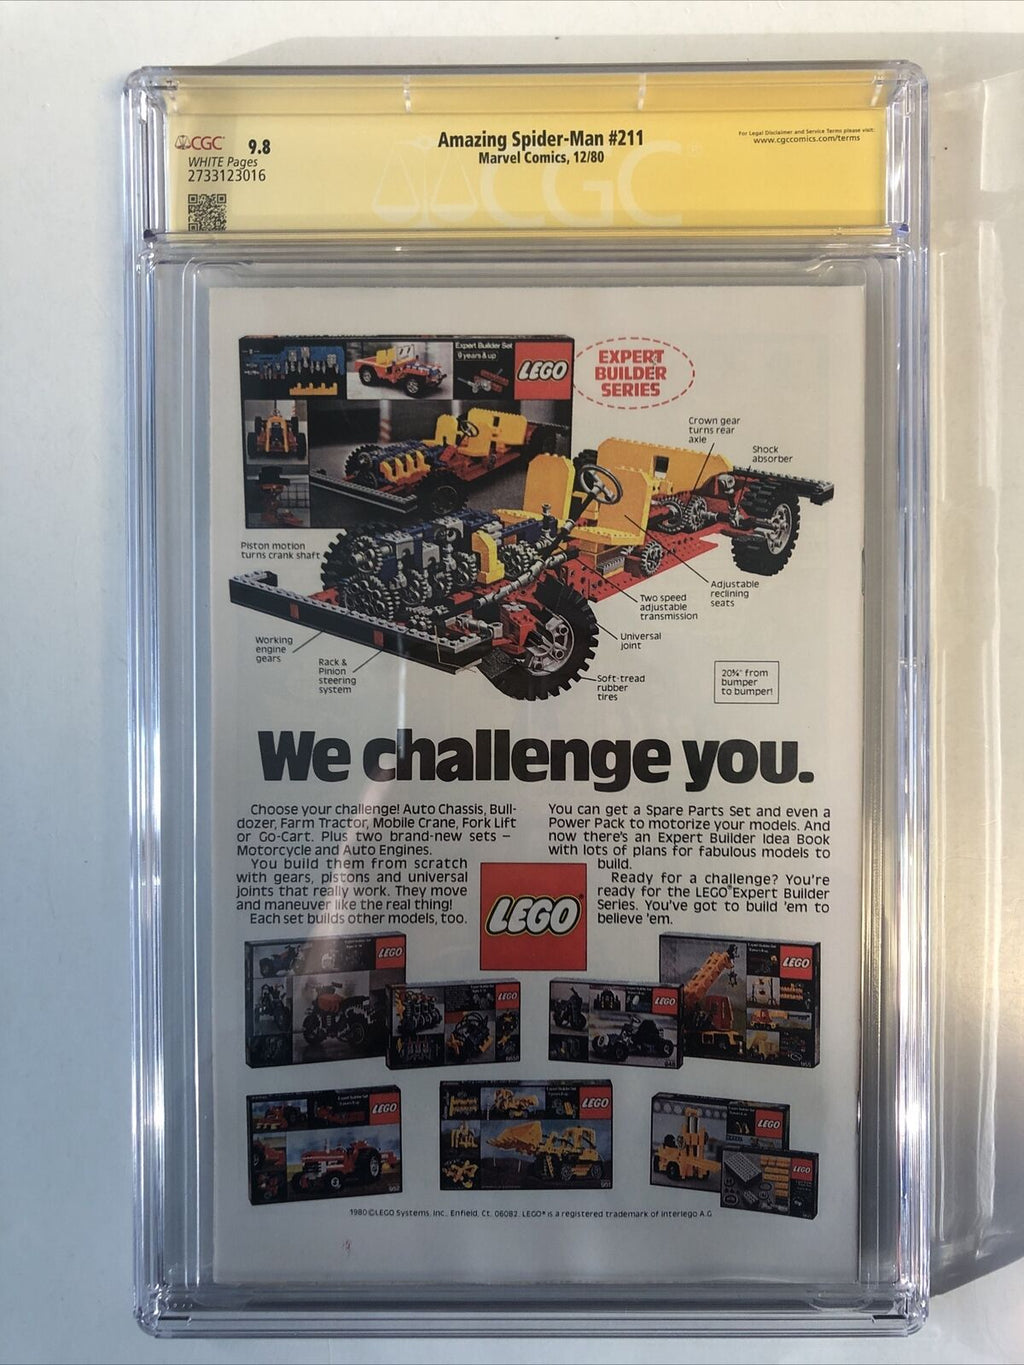 CGC 9.8
WHITE Pages
2733123016
Amazing Spider-Man #211
Marvel Comics, 12/80
For Legal Disclaimer and Service Terms please visit:
www.cgccomics.com/terms
CGC
Expert Builder Set
9 years & up
LEGO
EXPERT
BUILDER
SERIES
Crown gear
turns rear
axle
Shock
absorber
Piston motion
turns crank shaft
Adjustable
reclining
seats
Two speed
adjustable
transmission
Universal
joint
Working
engine
gears
Rack &
Pinion
steering
system
Soft-tread
rubber
tires
20¾" from
bumper
to bumper!
We challenge you.
Choose your challenge! Auto Chassis, Bull-
dozer, Farm Tractor, Mobile Crane, Fork Lift
or Go-Cart. Plus two brand-new sets –
Motorcycle and Auto Engines.
You build them from scratch
with gears, pistons and universal
joints that really work. They move
and maneuver like the real thing!
Each set builds other models, too.
You can get a Spare Parts Set and even a
Power Pack to motorize your models. And
now there's an Expert Builder Idea Book
with lots of plans for fabulous models to
build.
Ready for a challenge? You're
ready for the LEGO® Expert Builder
Series. You've got to build 'em to
believe 'em.
LEGO®
LEGO
LEGO
LEGO
LEGO
LEGO
LEGO
LEGO
LEGO
1980 ©LEGO Systems, Inc., Enfield, Ct. 06082. LEGO® is a registered trademark of Interlego A.G.